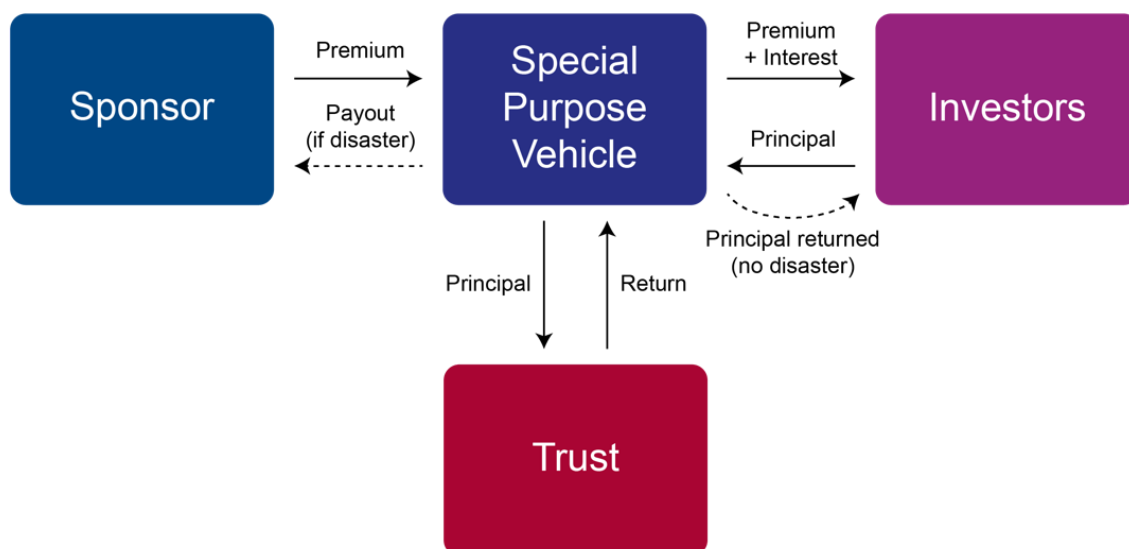 Sponsor
Premium
Payout
(if disaster)
Special
Purpose
Vehicle
Premium
+ Interest
Principal
Principal returned
(no disaster)
Investors
Principal
Return
Trust